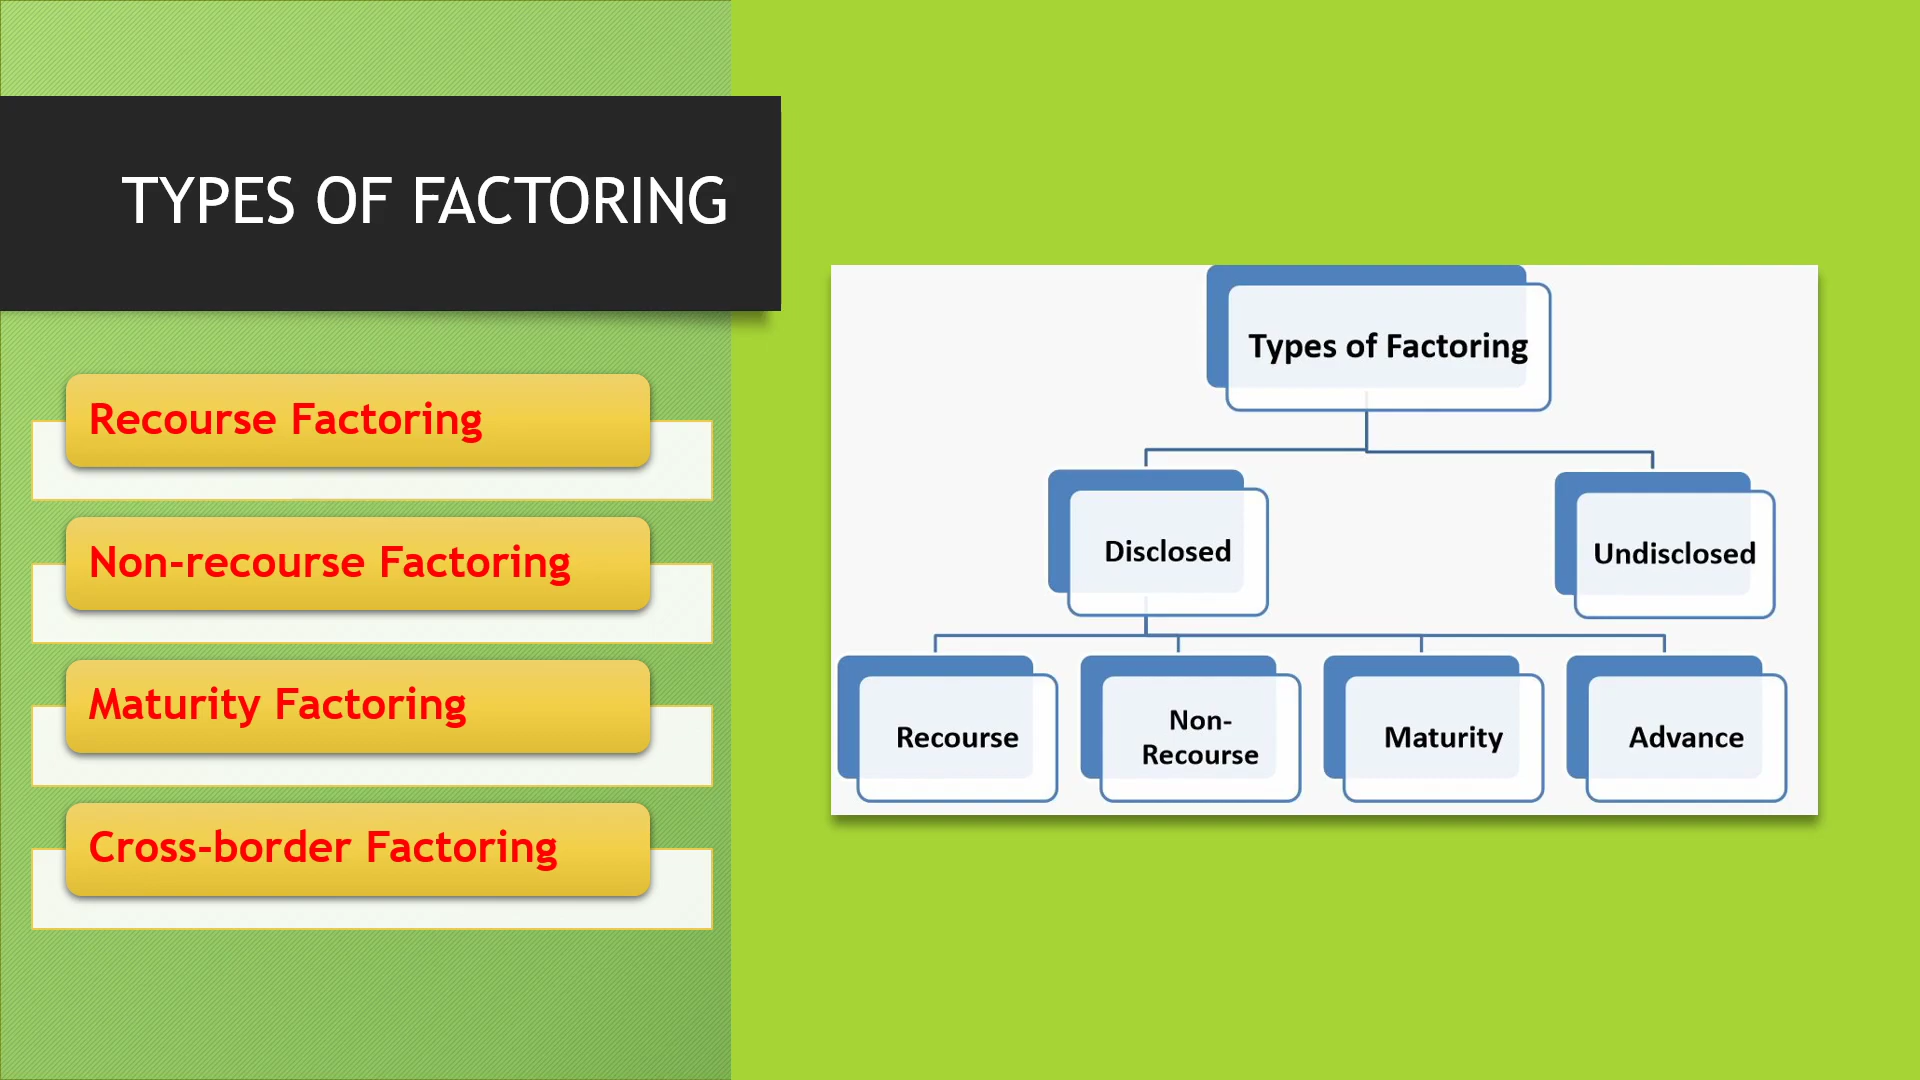 TYPES OF FACTORING
Recourse Factoring
Non-recourse Factoring
Maturity Factoring
Cross-border Factoring
Types of Factoring
Disclosed
Undisclosed
Recourse
Non-
Recourse
Maturity
Advance